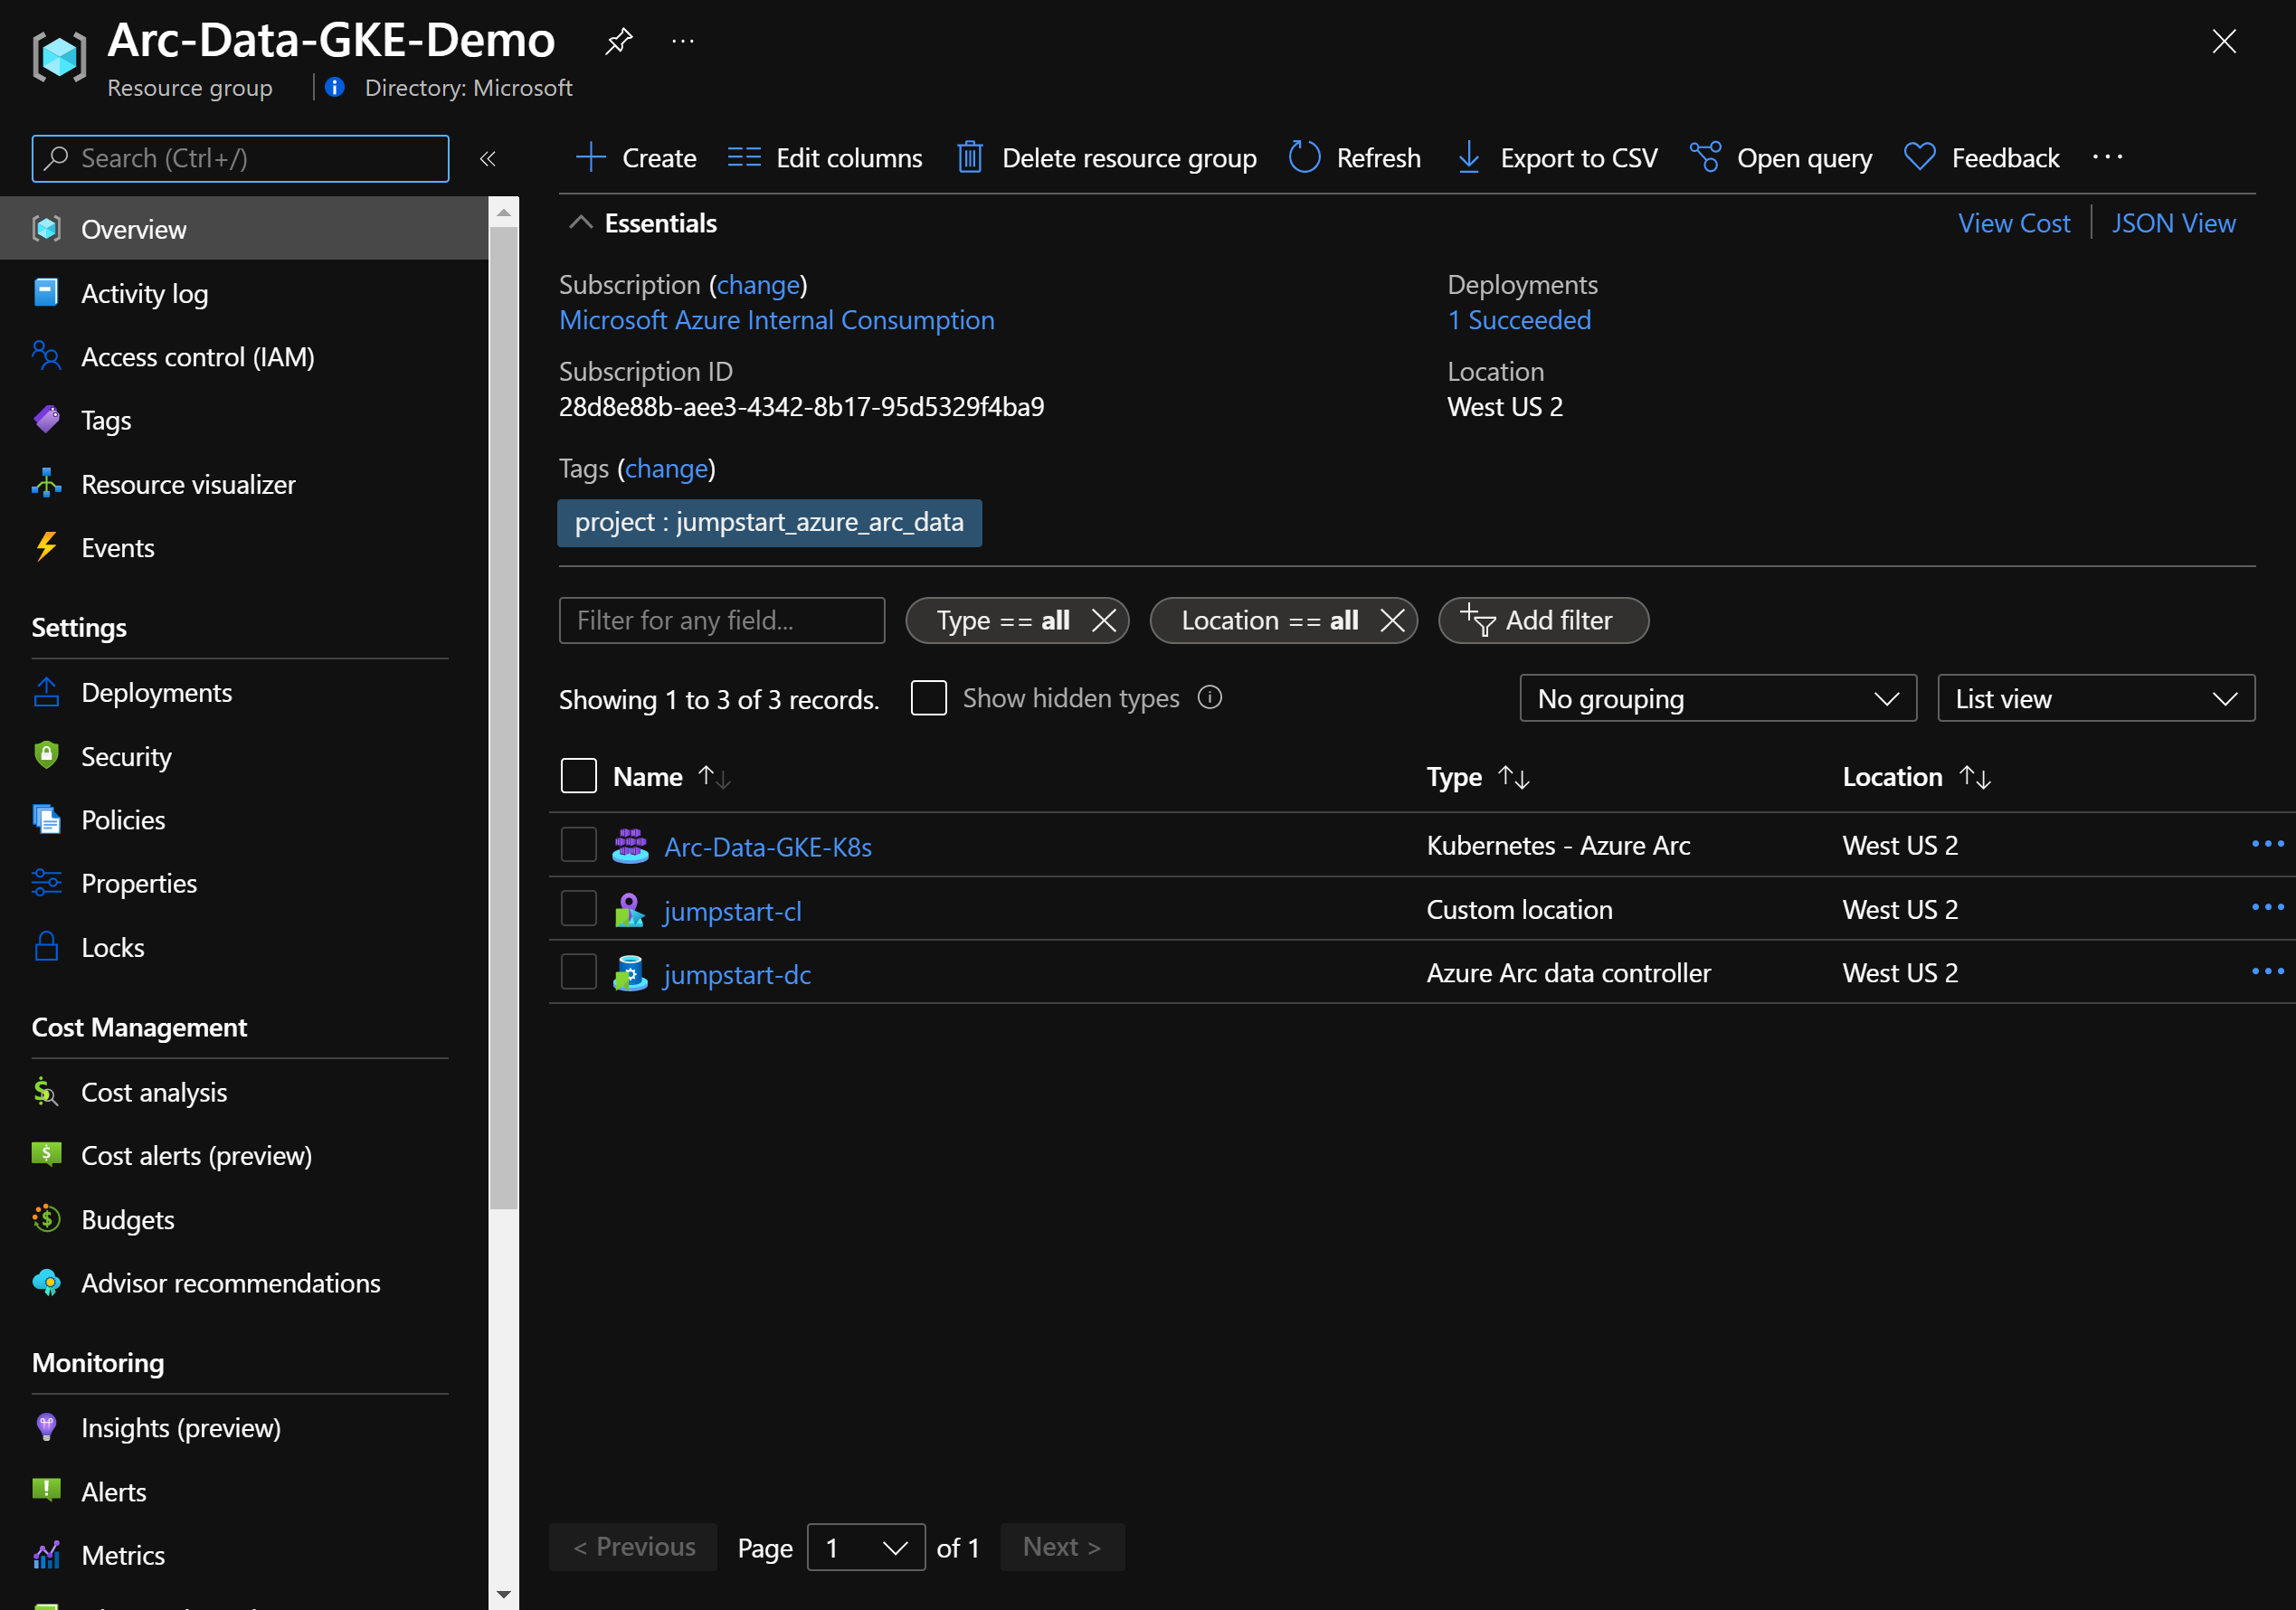 Arc-Data-GKE-Demo
Resource group
Directory: Microsoft
Search (Ctrl+/)
Create
Edit columns
Delete resource group
Refresh
Export to CSV
Open query
Feedback
Overview
Activity log
Access control (IAM)
Tags
Resource visualizer
Events
Settings
Deployments
Security
Policies
Properties
Locks
Cost Management
Cost analysis
Cost alerts (preview)
Budgets
Advisor recommendations
Monitoring
Insights (preview)
Alerts
Metrics
Essentials
View Cost
JSON View
Subscription (change)
Microsoft Azure Internal Consumption
Subscription ID
28d8e88b-aee3-4342-8b17-95d5329f4ba9
Deployments
1 Succeeded
Location
West US 2
Tags (change)
project : jumpstart_azure_arc_data
Filter for any field...
Type == all
Location == all
Add filter
Showing 1 to 3 of 3 records.
Show hidden types
No grouping
List view
Name Type Location
Arc-Data-GKE-K8s Kubernetes - Azure Arc West US 2
jumpstart-cl Custom location West US 2
jumpstart-dc Azure Arc data controller West US 2
< Previous Page 1 of 1 Next >